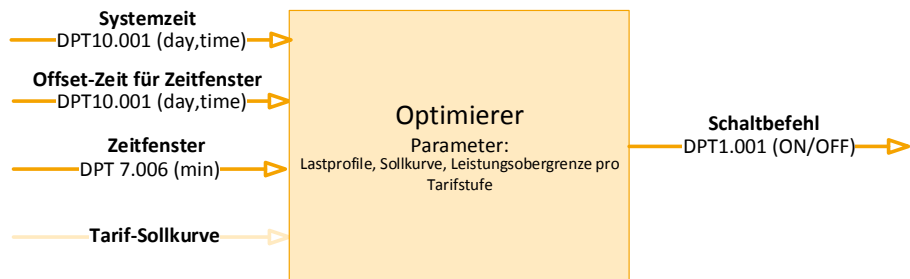 Systemzeit
DPT10.001 (day,time)
Offset-Zeit für Zeitfenster
DPT10.001 (day,time)
Zeitfenster
DPT 7.006 (min)
Tarif-Sollkurve
Optimierer
Parameter:
Lastprofile, Sollkurve, Leistungsobergrenze pro
Tarifstufe
Schaltbefehl
DPT1.001 (ON/OFF)